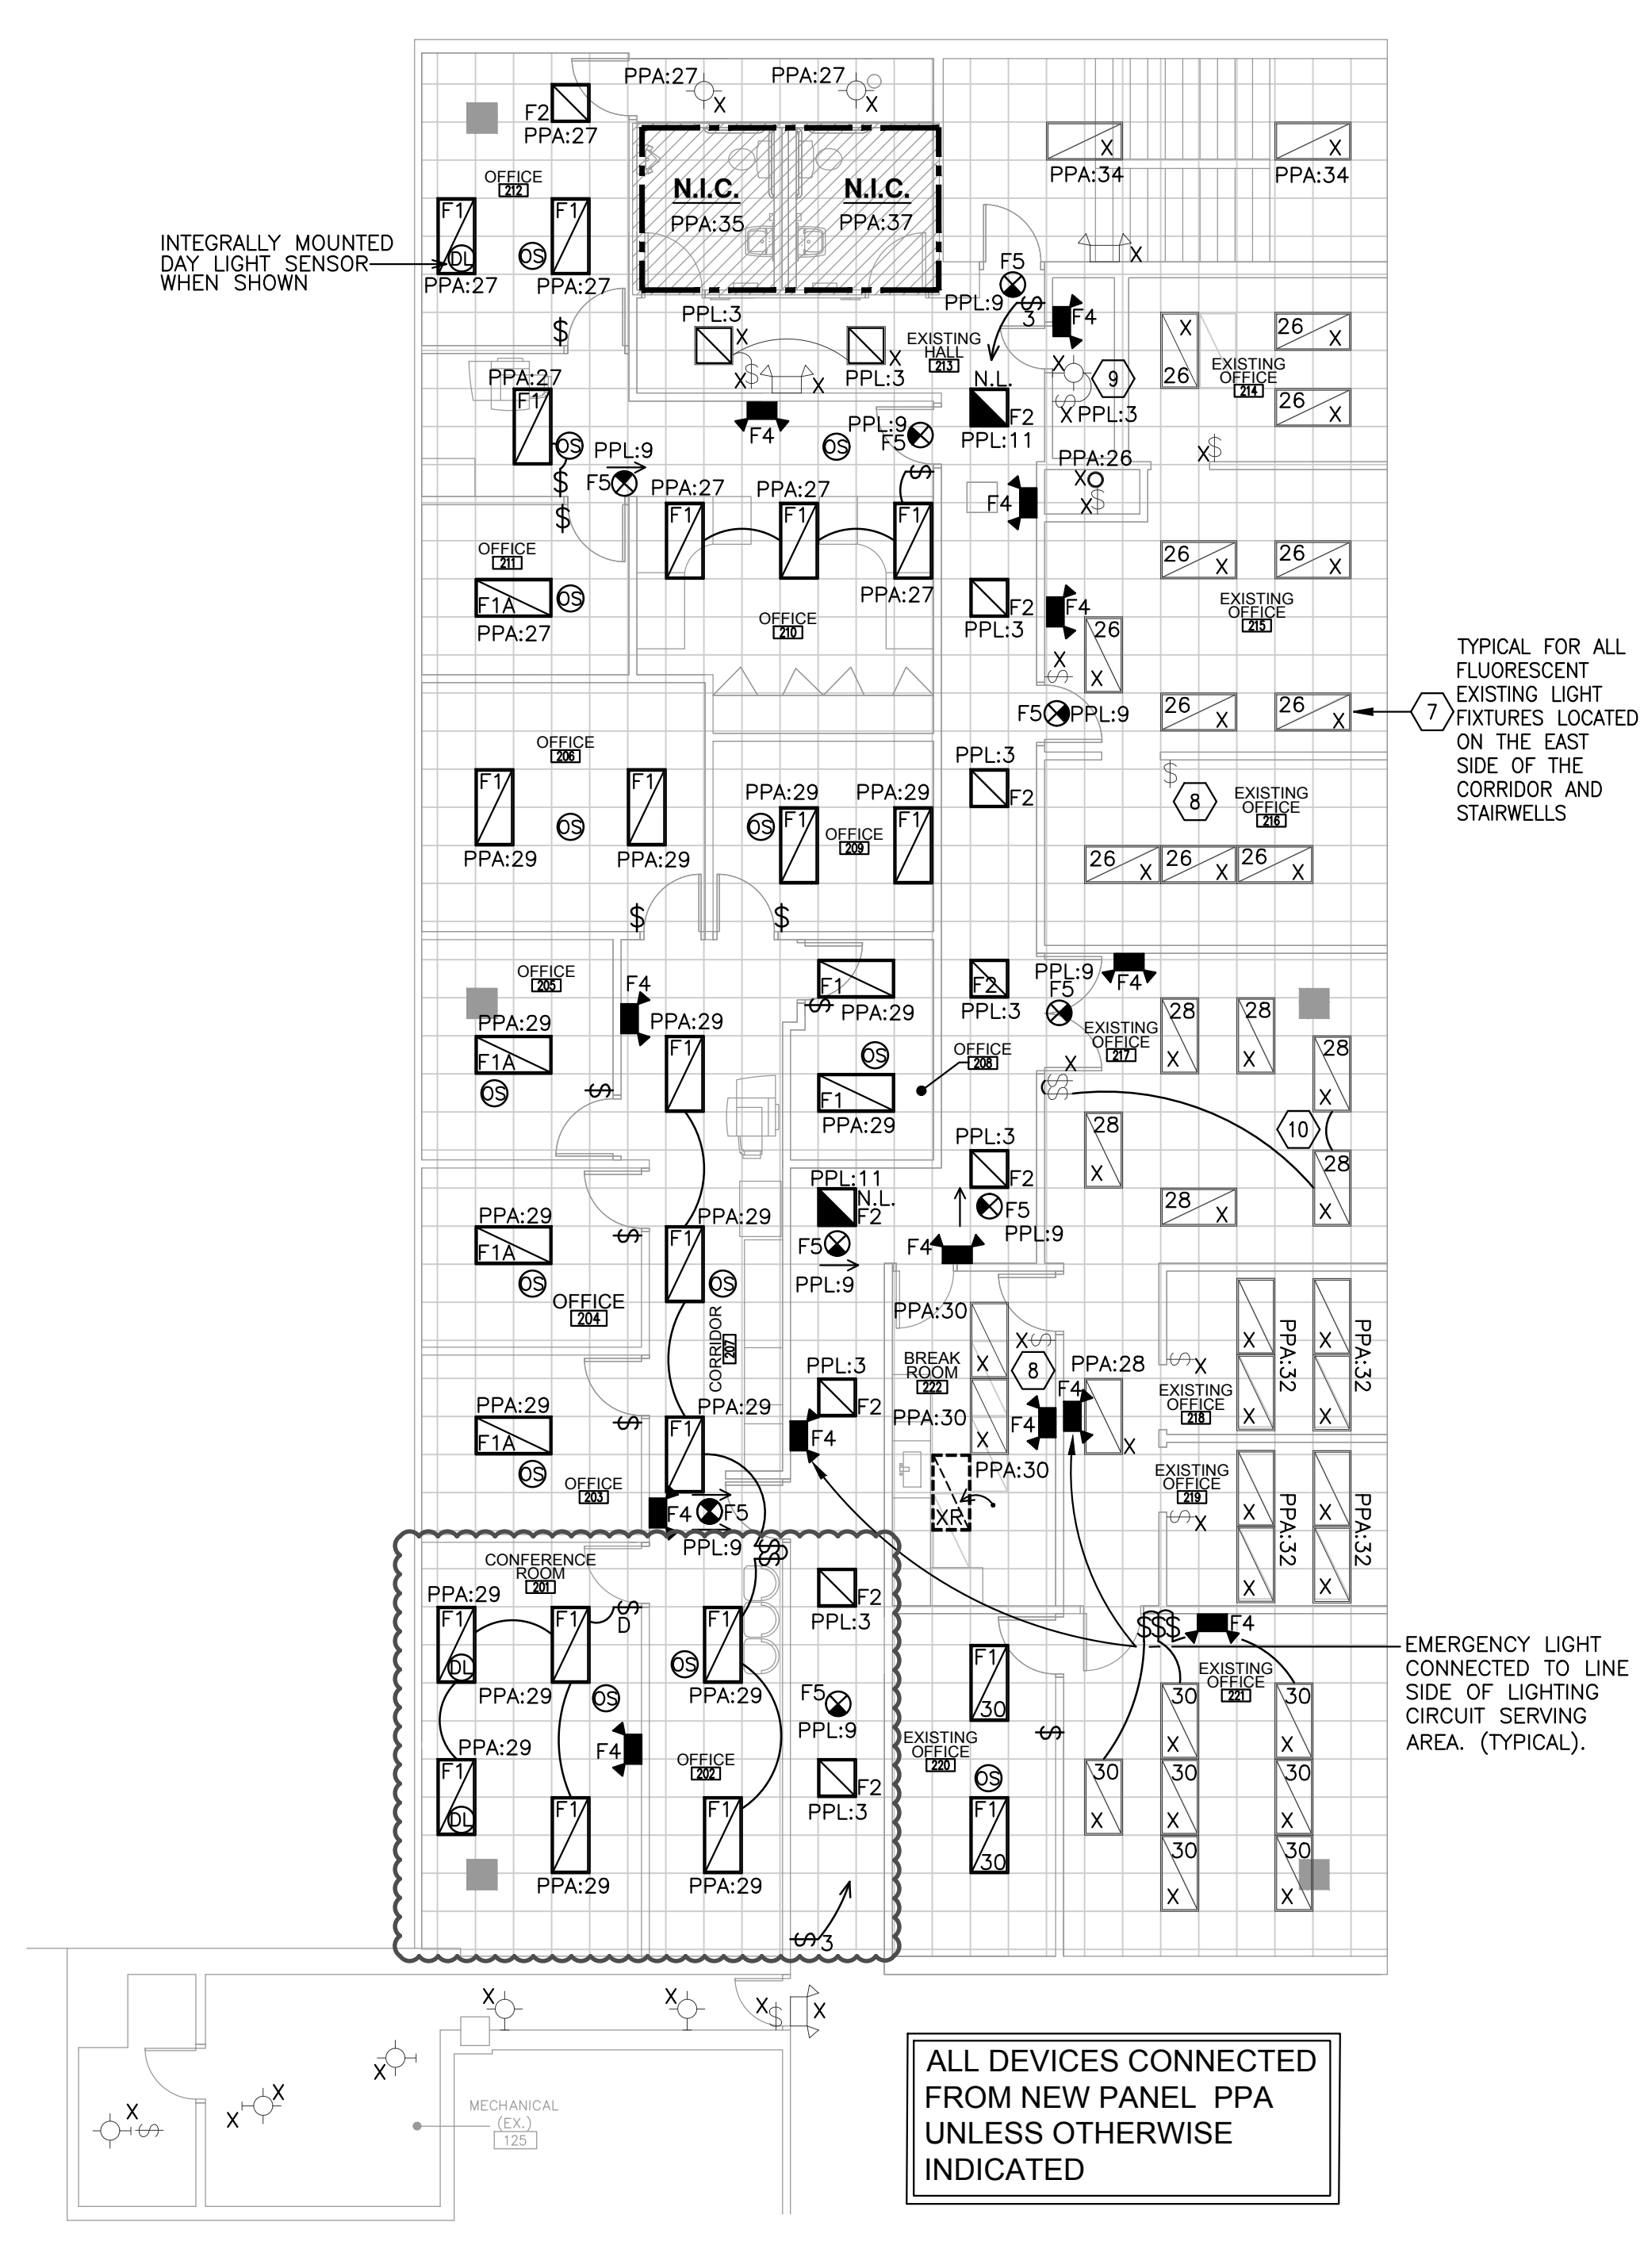 PPA:27
PPA:27
F2
PPA:27
X
X
X
X
PPA:34
PPA:34
OFFICE
212
N.I.C.
PPA:35
N.I.C.
PPA:37
F1
F1
INTEGRALLY MOUNTED
DAY LIGHT SENSOR
WHEN SHOWN
DL
OS
PPA:27
PPA:27
X
F5
PPL:9
$
3
F4
PPL:3
X
X
PPL:3
$
X
$
X
EXISTING
HALL
213
X
9
X
26
26
EXISTING
OFFICE
214
26
N.L.
F2
PPL:11
X
PPL:3
$
X
X
PPA:27
F1
OS
$
$
PPL:9
F5
F4
OS
PPL:9
F5
$
X
$
PPA:26
X
X
$
F4
PPA:27
PPA:27
F1
F1
F1
PPA:27
OFFICE
211
F1A
OS
PPA:27
OFFICE
210
F2
PPL:3
F4
26
X
26
X
EXISTING
OFFICE
215
26
X
X
$
TYPICAL FOR ALL
FLUORESCENT
EXISTING LIGHT
FIXTURES LOCATED
ON THE EAST
SIDE OF THE
CORRIDOR AND
STAIRWELLS
7
F5
PPL:9
26
X
26
X
OFFICE
206
F1
F1
OS
PPA:29
PPA:29
PPA:29
PPA:29
OS
F1
F1
OFFICE
209
PPL:3
F2
$
8
EXISTING
OFFICE
216
26
X
26
X
26
X
$
$
OFFICE
205
F4
PPA:29
PPA:29
F1A
OS
$
F1
F1
$
PPA:29
OS
F1
PPA:29
OFFICE
208
F2
PPL:3
PPL:9
F5
F4
EXISTING
OFFICE
217
X
$
$
28
X
28
X
28
X
10
28
X
28
X
28
X
PPL:3
F2
F5
PPL:9
F4
PPL:11
N.L.
F2
F5
PPL:9
PPA:29
F1A
OS
$
OFFICE
204
PPA:29
F1
OS
CORRIDOR
207
PPA:29
F1A
OS
$
OFFICE
203
PPA:29
F1
F4
F5
PPL:9
PPL:3
F2
F4
PPA:30
X
BREAK
ROOM
222
PPA:30
X
PPA:30
XR
X
$
8
F4
F4
PPA:28
X
$
X
EXISTING
OFFICE
218
X
X
X
X
PPA:32
PPA:32
EXISTING
OFFICE
219
$
X
X
X
X
X
PPA:32
PPA:32
CONFERENCE
ROOM
201
PPA:29
F1
DL
F1
$
D
PPA:29
OS
PPA:29
F1
DL
F1
PPA:29
F4
$
$
D
OS
F1
PPA:29
OFFICE
202
F1
PPA:29
F2
PPL:3
F5
PPL:9
F2
PPL:3
$
3
F1
30
EXISTING
OFFICE
220
OS
F1
30
$
$$$
F4
EXISTING
OFFICE
221
30
X
30
X
30
X
30
X
30
X
30
X
30
X
EMERGENCY LIGHT
CONNECTED TO LINE
SIDE OF LIGHTING
CIRCUIT SERVING
AREA. (TYPICAL).
X
X
X
$
X
X
X
X
X
$
MECHANICAL
(EX.)
125
ALL DEVICES CONNECTED
FROM NEW PANEL PPA
UNLESS OTHERWISE
INDICATED